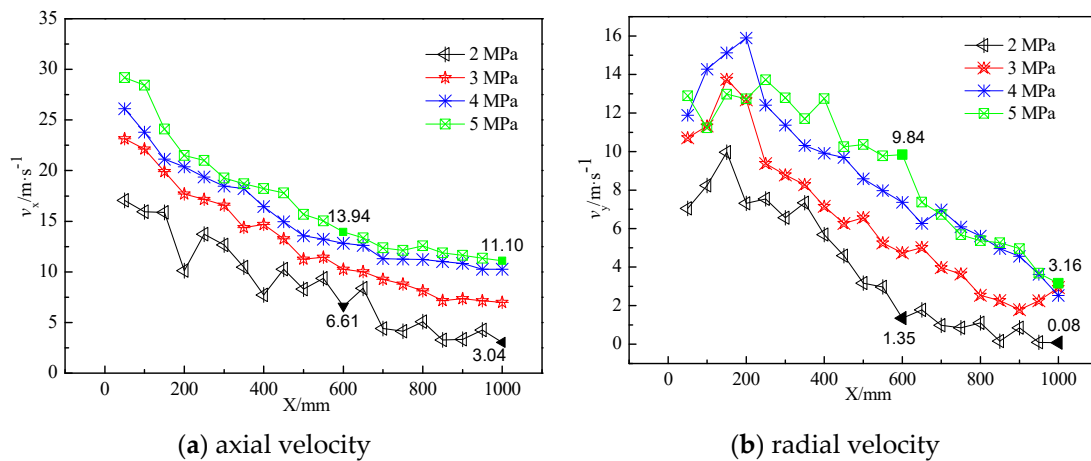 35
30
25
20
15
10
5
0
vx/m·s-1
2 MPa
3 MPa
4 MPa
5 MPa
13.94
11.10
6.61
3.04
0 200 400 600 800 1000
X/mm
(a) axial velocity
16
14
12
10
8
6
4
2
0
vy/m·s-1
2 MPa
3 MPa
4 MPa
5 MPa
9.84
3.16
1.35
0.08
0 200 400 600 800 1000
X/mm
(b) radial velocity